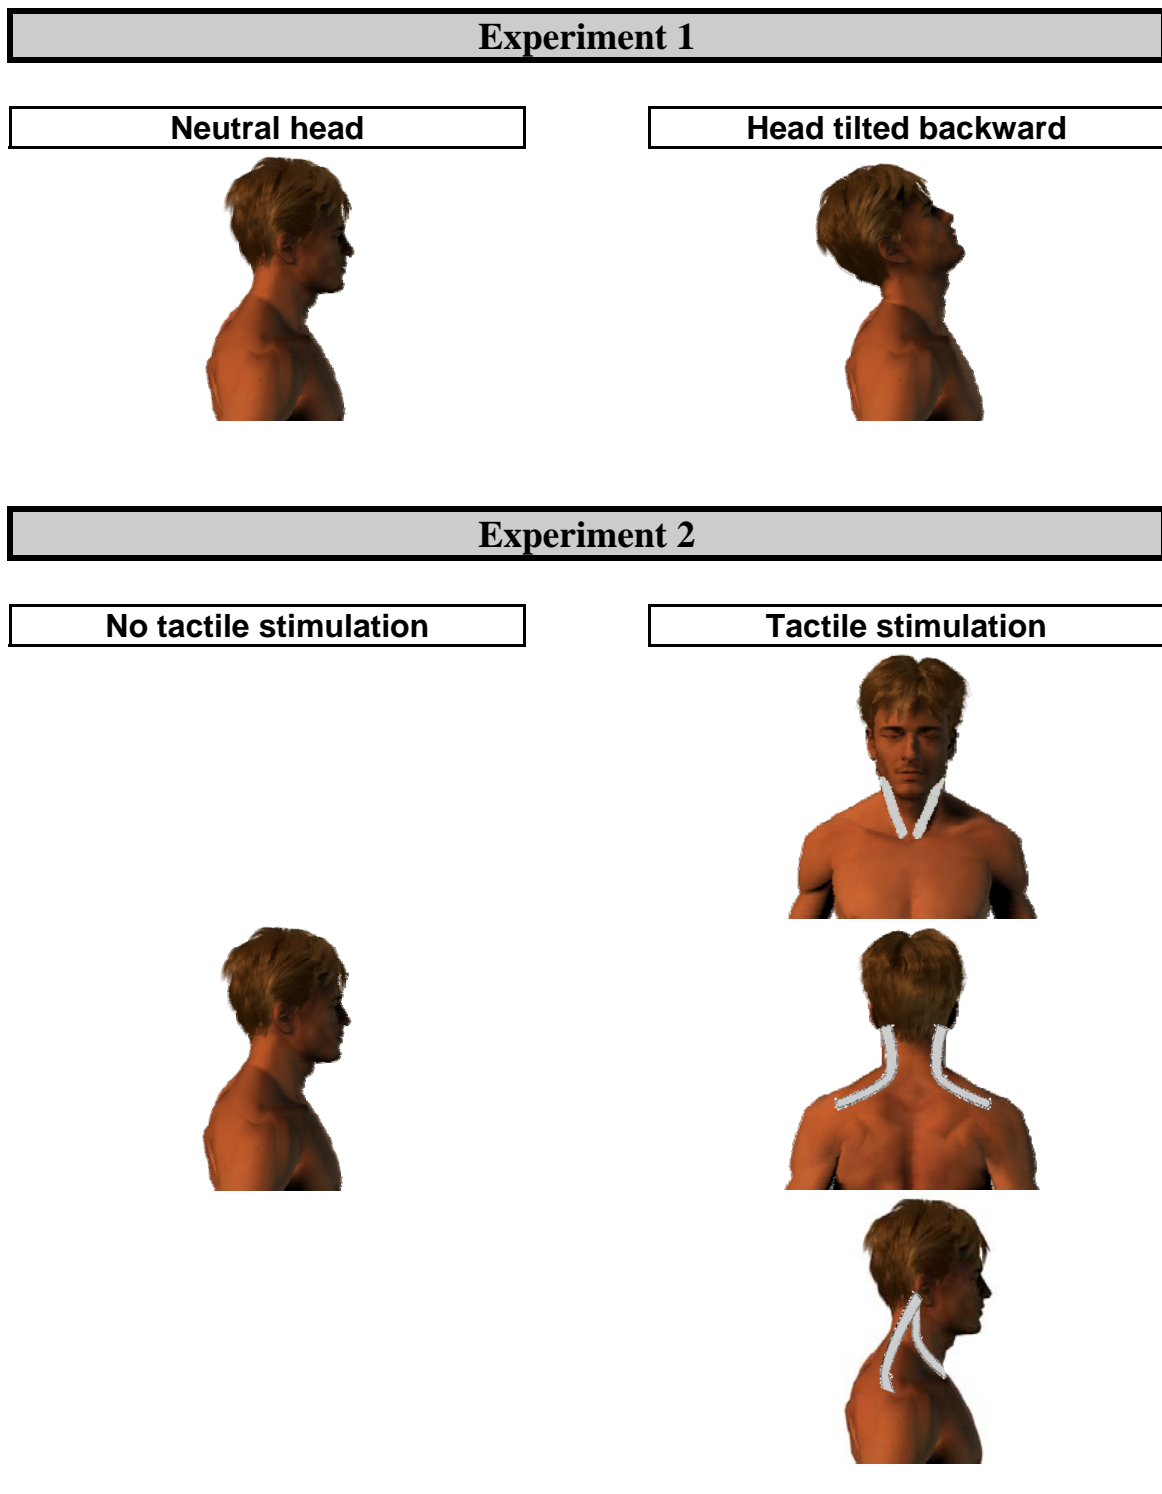 Experiment 1
Neutral head
Head tilted backward
Experiment 2
No tactile stimulation
Tactile stimulation